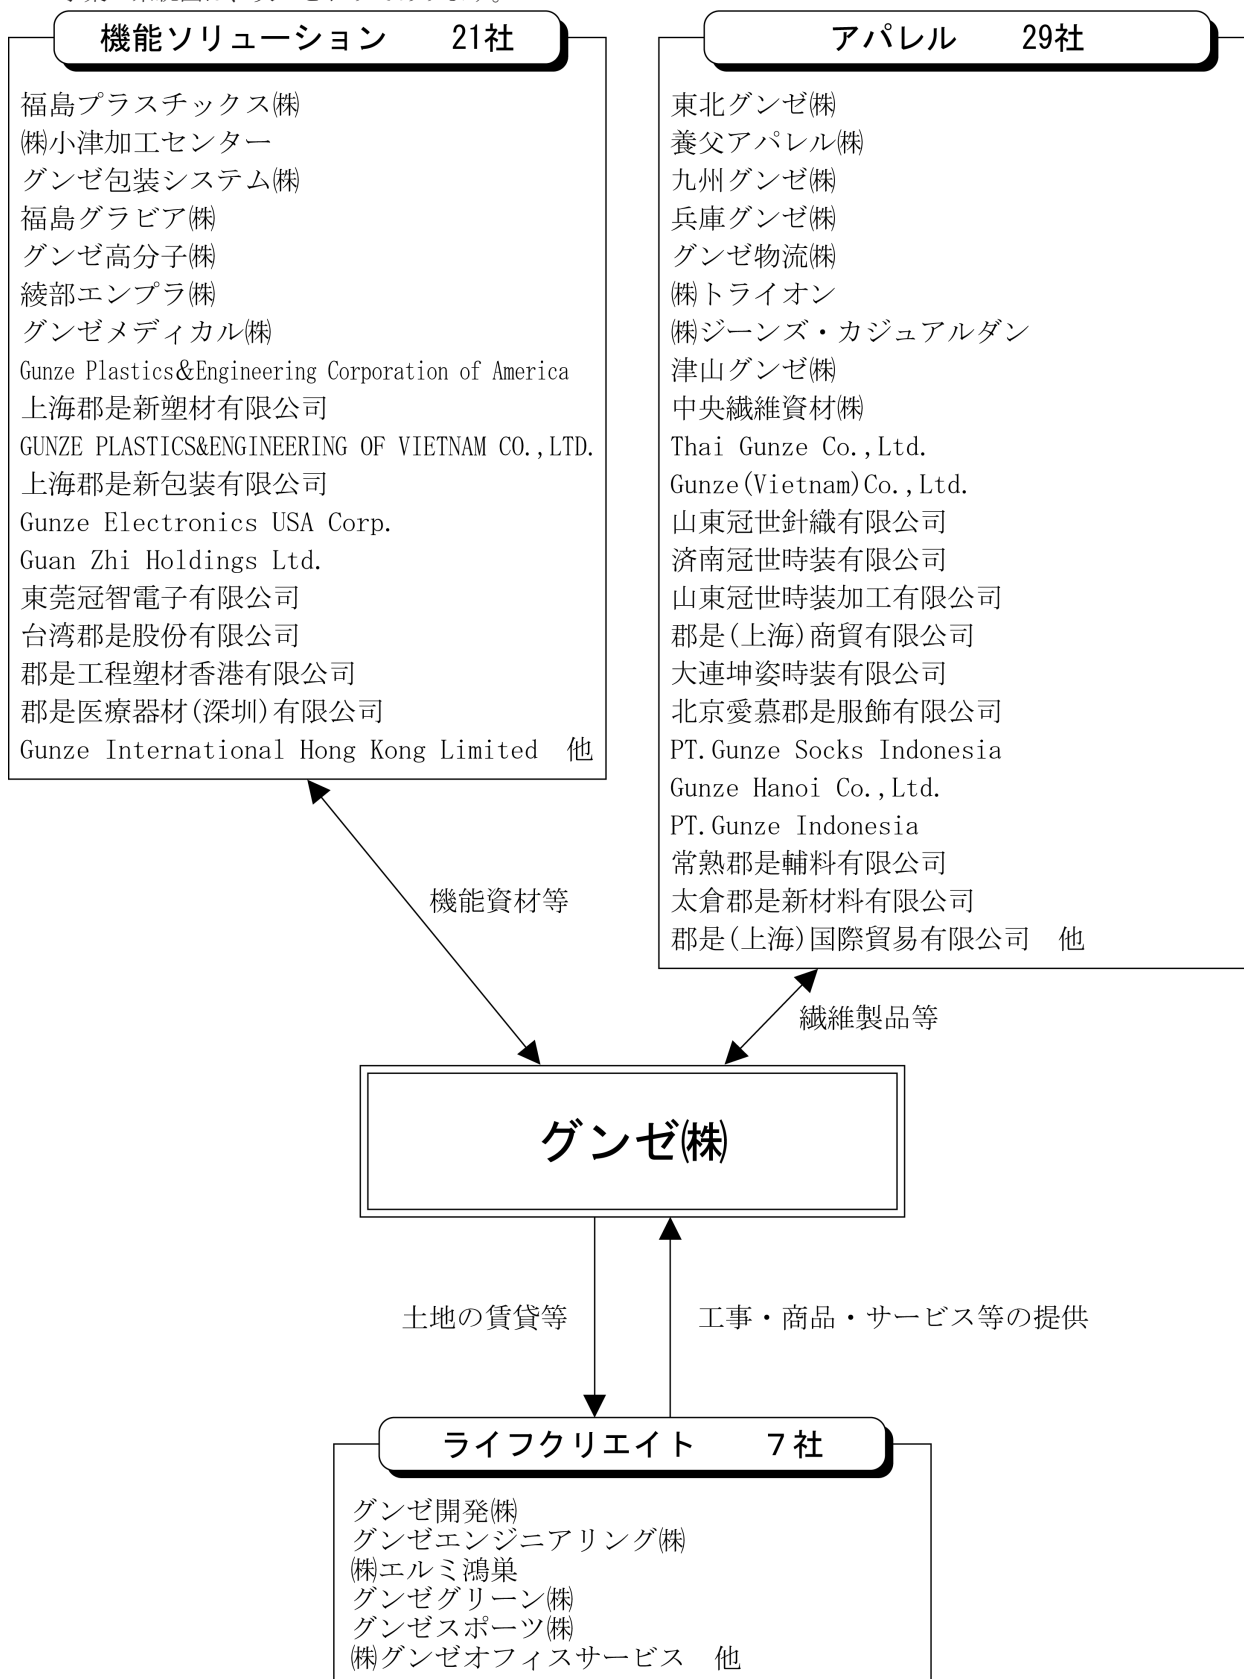 機能ソリューション　21社
福島プラスチックス㈱
㈱小津加工センター
グンゼ包装システム㈱
福島グラビア㈱
グンゼ高分子㈱
綾部エンプラ㈱
グンゼメディカル㈱
Gunze Plastics&Engineering Corporation of America
上海郡是新塑材有限公司
GUNZE PLASTICS&ENGINEERING OF VIETNAM CO.,LTD.
上海郡是新包装有限公司
Gunze Electronics USA Corp.
Guan Zhi Holdings Ltd.
東莞冠智電子有限公司
台湾郡是股份有限公司
郡是工程塑材香港有限公司
郡是医療器材(深圳)有限公司
Gunze International Hong Kong Limited　他
アパレル　29社
東北グンゼ㈱
養父アパレル㈱
九州グンゼ㈱
兵庫グンゼ㈱
グンゼ物流㈱
㈱トライオン
㈱ジーンズ・カジュアルダン
津山グンゼ㈱
中央繊維資材㈱
Thai Gunze Co.,Ltd.
Gunze(Vietnam)Co.,Ltd.
山東冠世針織有限公司
済南冠世時装有限公司
山東冠世時装加工有限公司
郡是(上海)商貿有限公司
大連坤姿時装有限公司
北京愛慕郡是服飾有限公司
PT.Gunze Socks Indonesia
Gunze Hanoi Co.,Ltd.
PT.Gunze Indonesia
常熟郡是輔料有限公司
太倉郡是新材料有限公司
郡是(上海)国際貿易有限公司　他
機能資材等
繊維製品等
グンゼ㈱
土地の賃貸等
工事・商品・サービス等の提供
ライフクリエイト　７社
グンゼ開発㈱
グンゼエンジニアリング㈱
㈱エルミ鴻巣
グンゼグリーン㈱
グンゼスポーツ㈱
㈱グンゼオフィスサービス　他